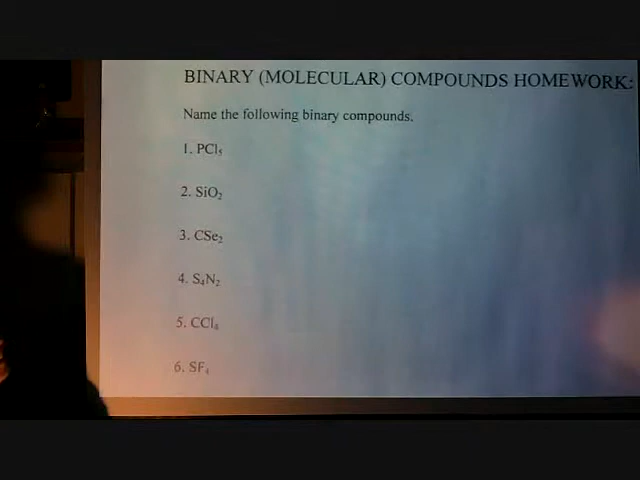 BINARY (MOLECULAR) COMPOUNDS HOMEWORK:
Name the following binary compounds.
1. PCl₅
2. SiO₂
3. CSe₂
4. S₄N₂
5. CCl₄
6. SF₄